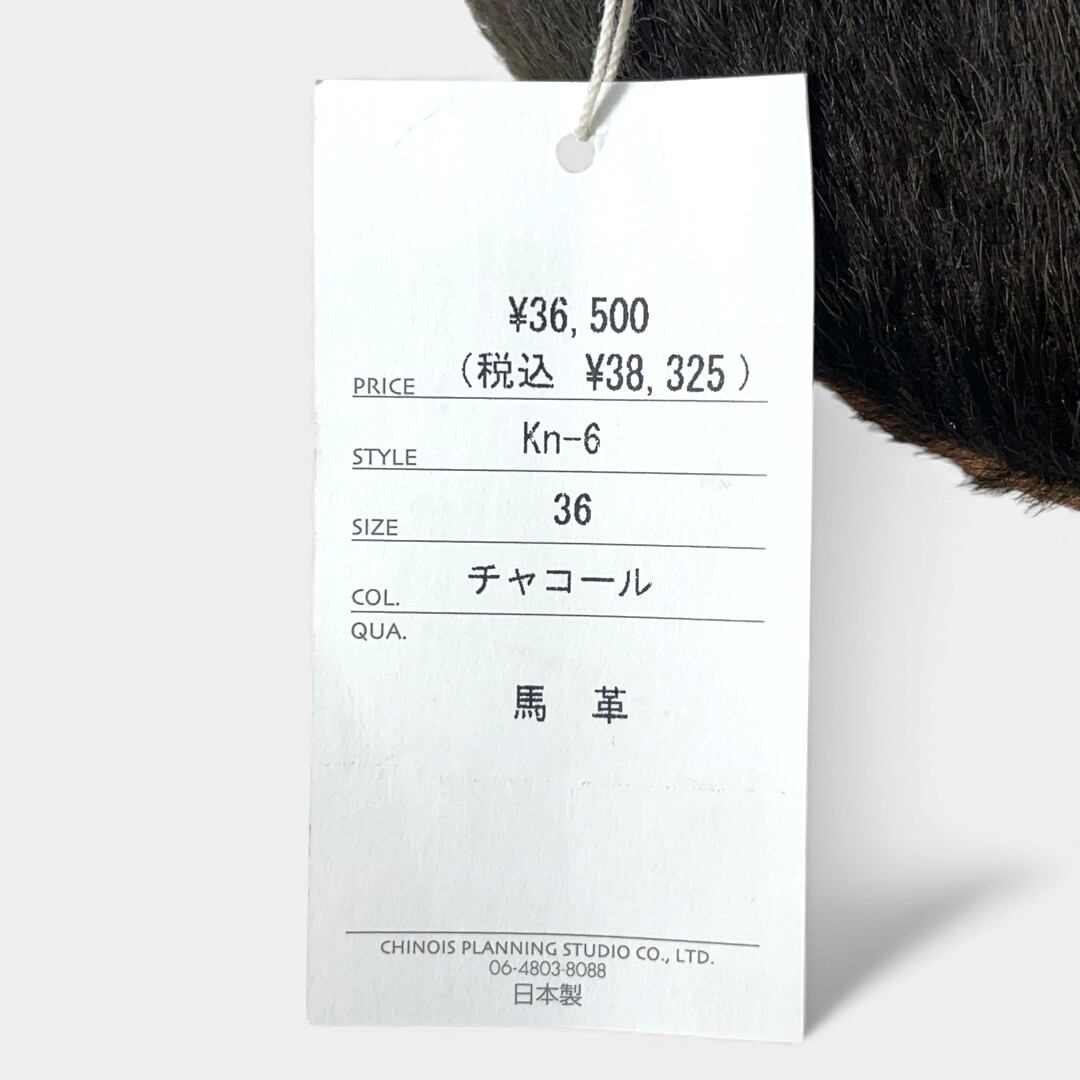 ¥36,500
PRICE (税込 ¥38,325)
STYLE Kn-6
SIZE 36
COL. チャコール
QUA.
馬 革
CHINOIS PLANNING STUDIO CO., LTD.
06-4803-8088
日本製